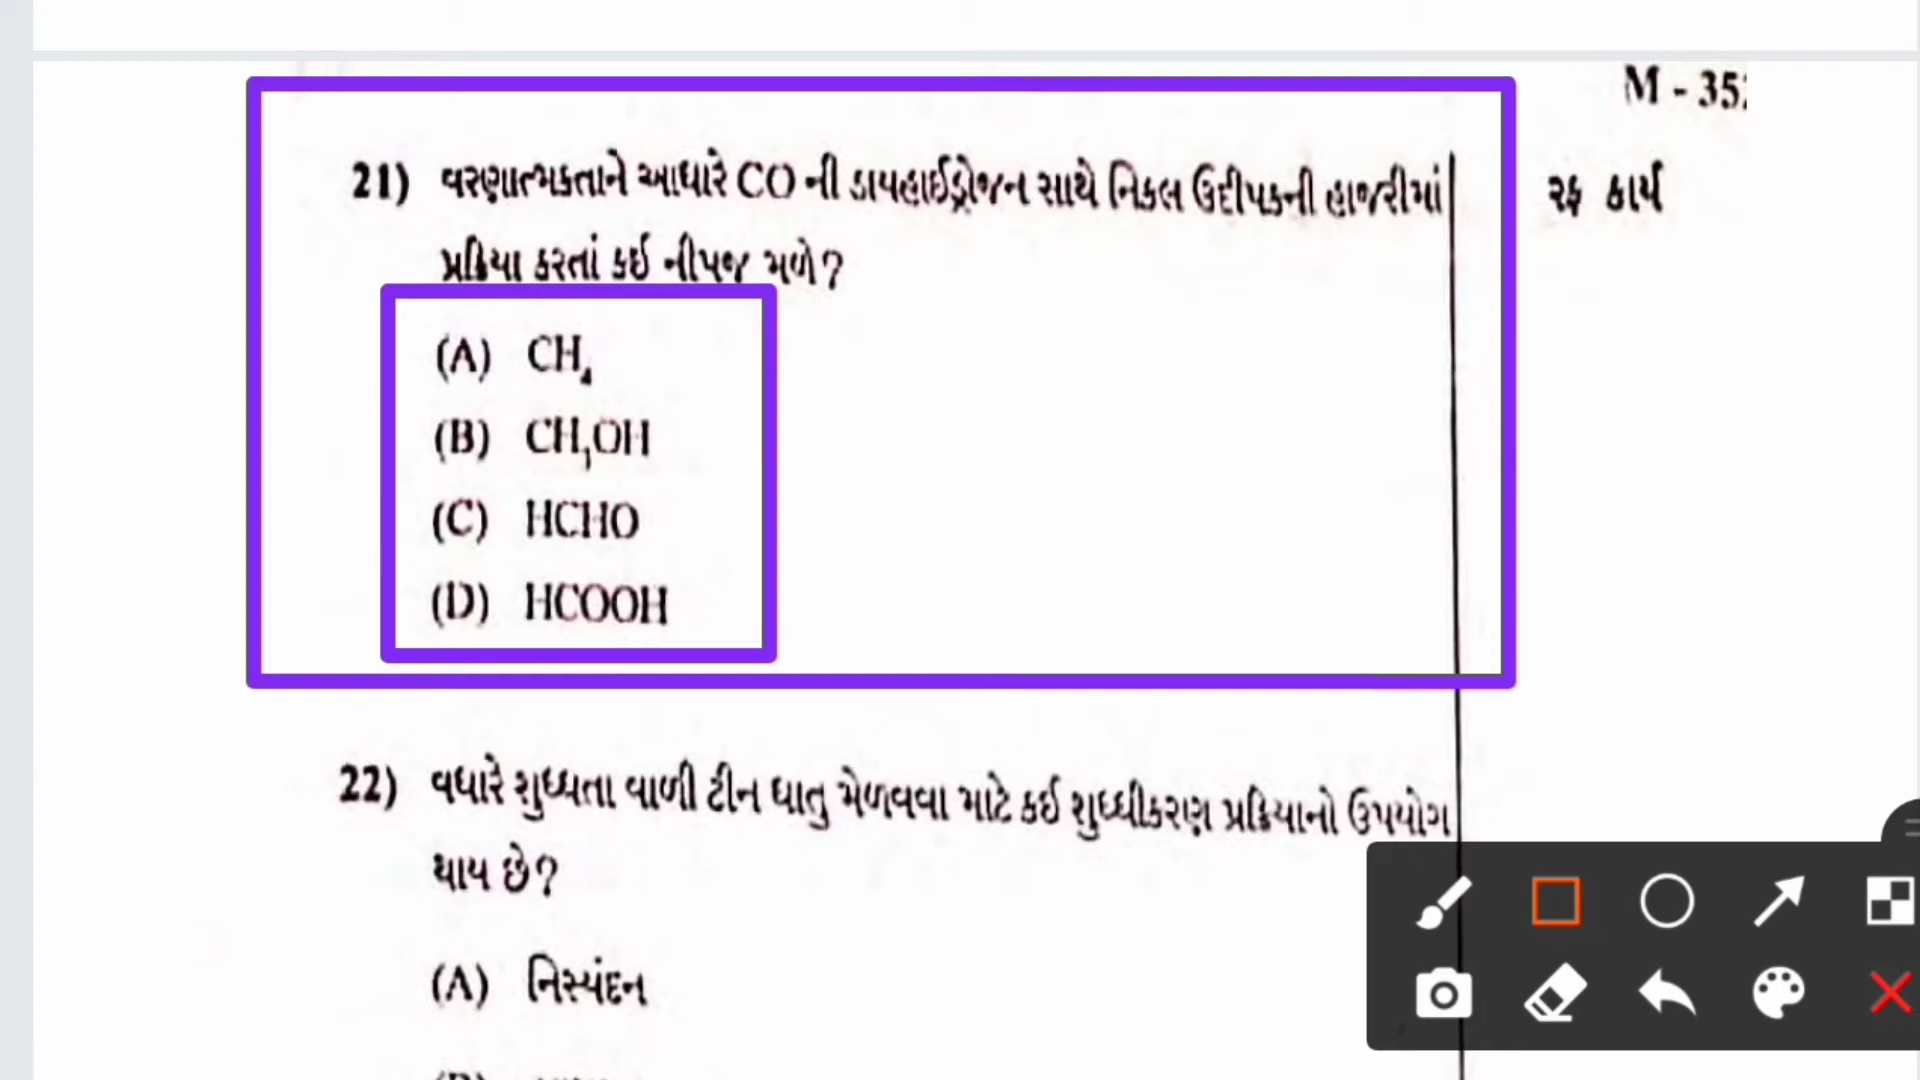 M - 35
21) વરણાત્મકતાને આધારે CO ની ડાયહાઈડ્રોજન સાથે નિકલ ઉદ્દીપકની હાજરીમાં
રફ કાર્ય
પ્રક્રિયા કરતાં કઈ નીપજ મળે?
(A) CH₄
(B) CH₃OH
(C) HCHO
(D) HCOOH
22) વધારે શુધ્ધતા વાળી ટીન ધાતુ મેળવવા માટે કઈ શુધ્ધીકરણ પ્રક્રિયાનો ઉપયોગ
થાય છે?
(A) નિસ્યંદન